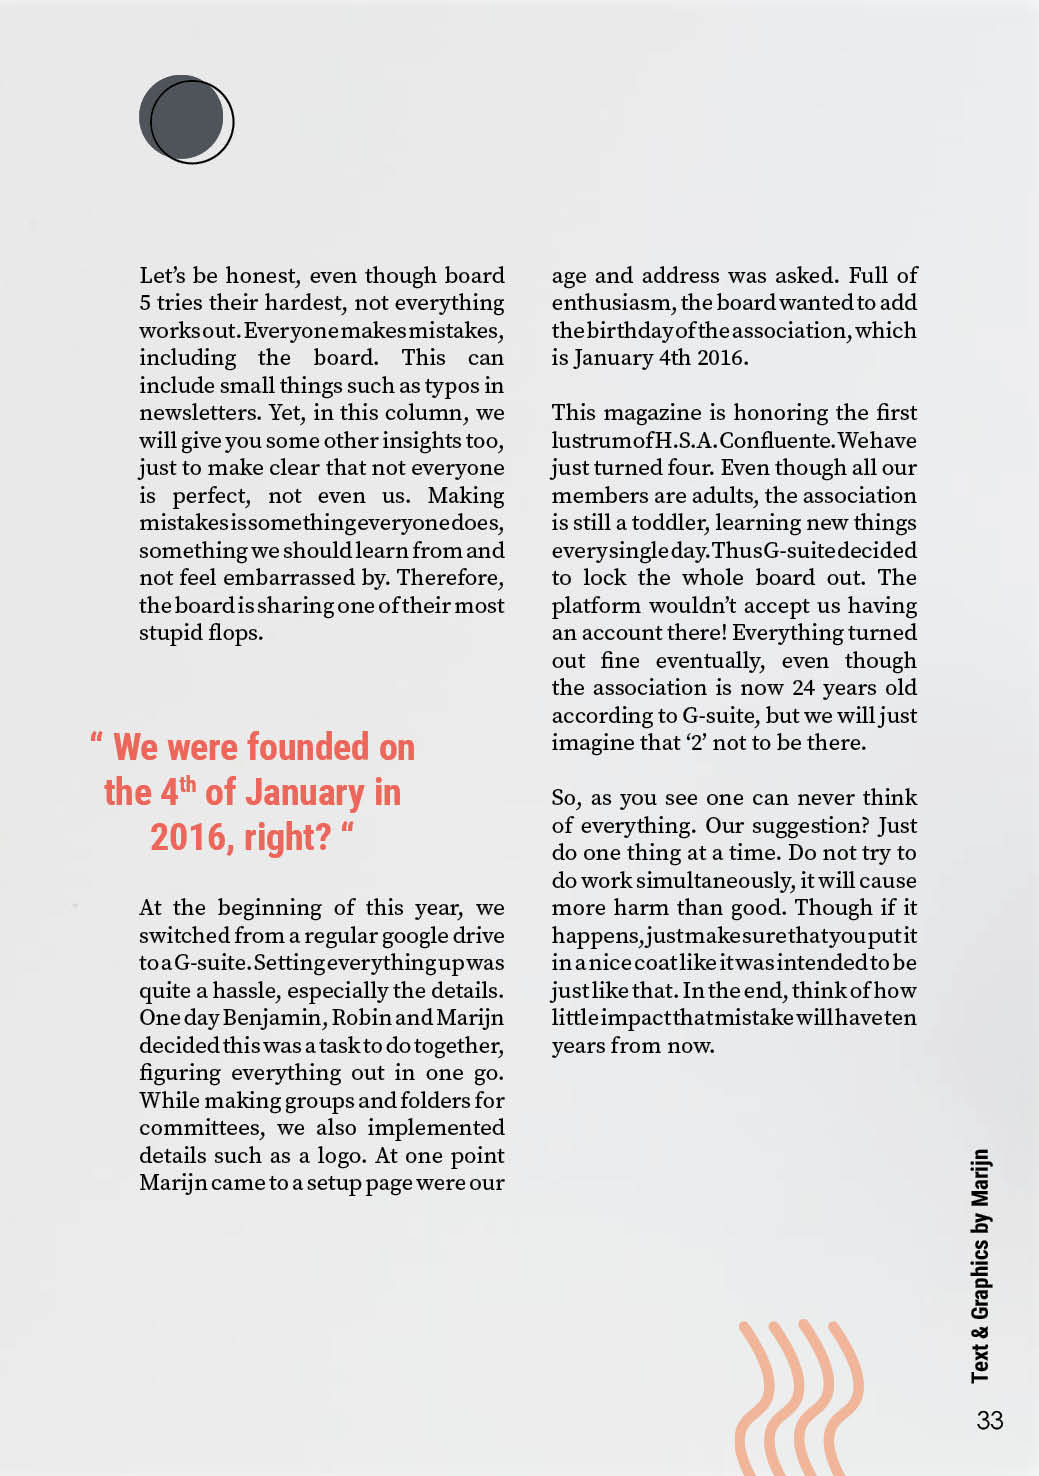 Let’s be honest, even though board
5 tries their hardest, not everything
works out. Everyone makes mistakes,
including the board. This can
include small things such as typos in
newsletters. Yet, in this column, we
will give you some other insights too,
just to make clear that not everyone
is perfect, not even us. Making
mistakes is something everyone does,
something we should learn from and
not feel embarrassed by. Therefore,
the board is sharing one of their most
stupid flops.
“ We were founded on
the 4th of January in
2016, right? “
At the beginning of this year, we
switched from a regular google drive
to a G-suite. Setting everything up was
quite a hassle, especially the details.
One day Benjamin, Robin and Marijn
decided this was a task to do together,
figuring everything out in one go.
While making groups and folders for
committees, we also implemented
details such as a logo. At one point
Marijn came to a setup page were our
age and address was asked. Full of
enthusiasm, the board wanted to add
the birthday of the association, which
is January 4th 2016.
This magazine is honoring the first
lustrum of H.S.A. Confluente. We have
just turned four. Even though all our
members are adults, the association
is still a toddler, learning new things
every single day. Thus G-suite decided
to lock the whole board out. The
platform wouldn’t accept us having
an account there! Everything turned
out fine eventually, even though
the association is now 24 years old
according to G-suite, but we will just
imagine that ‘2’ not to be there.
So, as you see one can never think
of everything. Our suggestion? Just
do one thing at a time. Do not try to
do work simultaneously, it will cause
more harm than good. Though if it
happens, just make sure that you put it
in a nice coat like it was intended to be
just like that. In the end, think of how
little impact that mistake will have ten
years from now.
Text & Graphics by Marijn
33